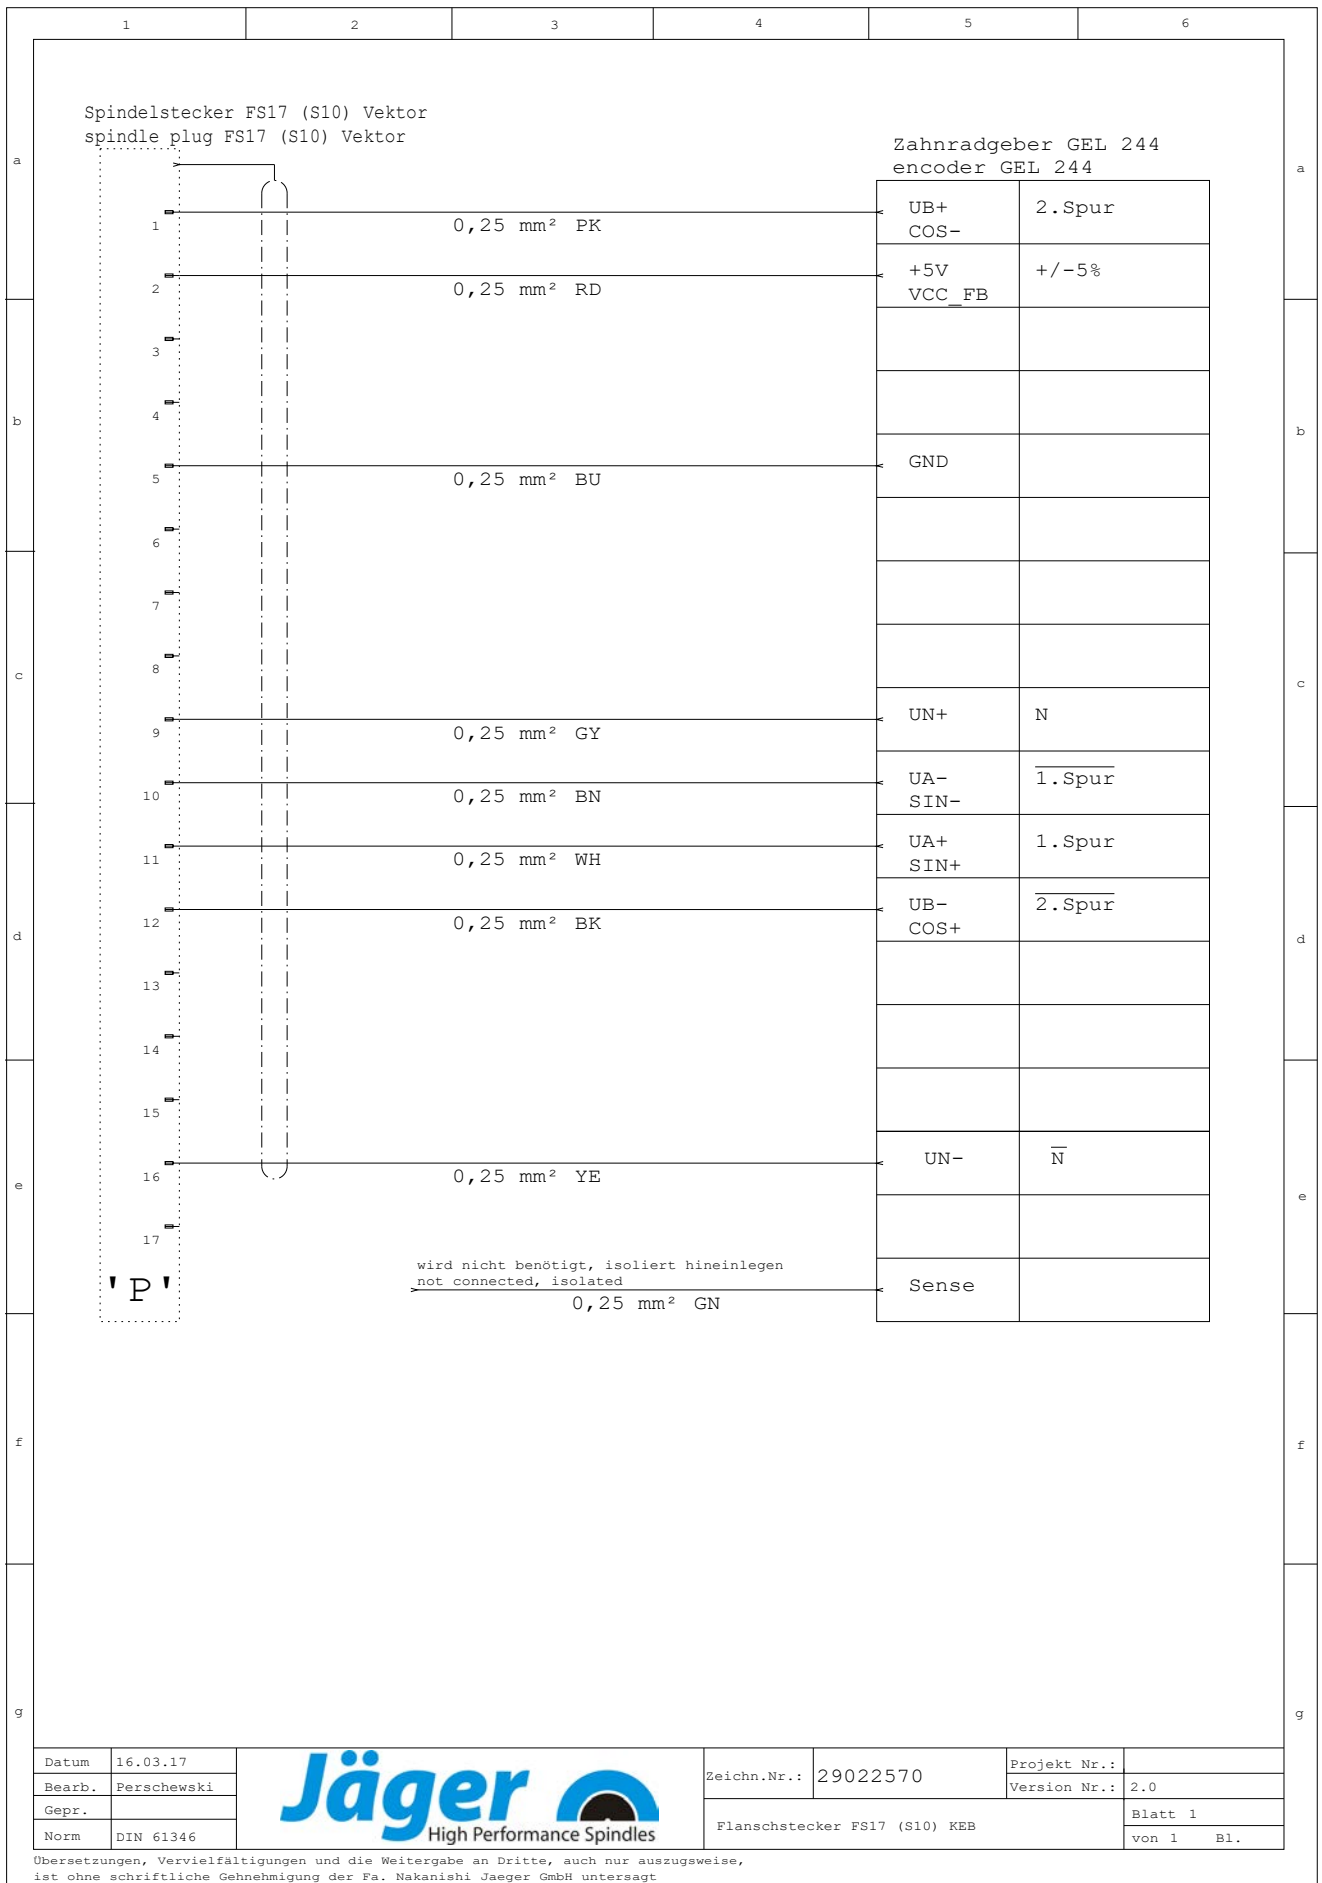 1 2 3 4 5 6
Spindelstecker FS17 (S10) Vektor
spindle plug FS17 (S10) Vektor
Zahnradgeber GEL 244
encoder GEL 244
a a
1 0,25 mm² PK UB+ 2.Spur
COS-
2 0,25 mm² RD +5V +/-5%
VCC_FB
3
4
b b
5 0,25 mm² BU GND
6
7
8
c c
9 0,25 mm² GY UN+ N
10 0,25 mm² BN UA- 1.Spur
SIN-
11 0,25 mm² WH UA+ 1.Spur
SIN+
12 0,25 mm² BK UB- 2.Spur
COS+
d d
13
14
15
16 0,25 mm² YE UN- N
e e
17
'P'
wird nicht benötigt, isoliert hineinlegen
not connected, isolated
0,25 mm² GN Sense
f f
g g
Datum 16.03.17
Bearb. Perschewski
Gepr.
Norm DIN 61346
Jäger
High Performance Spindles
Zeichn.Nr.: 29022570
Projekt Nr.:
Version Nr.: 2.0
Flanschstecker FS17 (S10) KEB
Blatt 1
von 1 Bl.
Übersetzungen, Vervielfältigungen und die Weitergabe an Dritte, auch nur auszugsweise,
ist ohne schriftliche Gehnehmigung der Fa. Nakanishi Jaeger GmbH untersagt